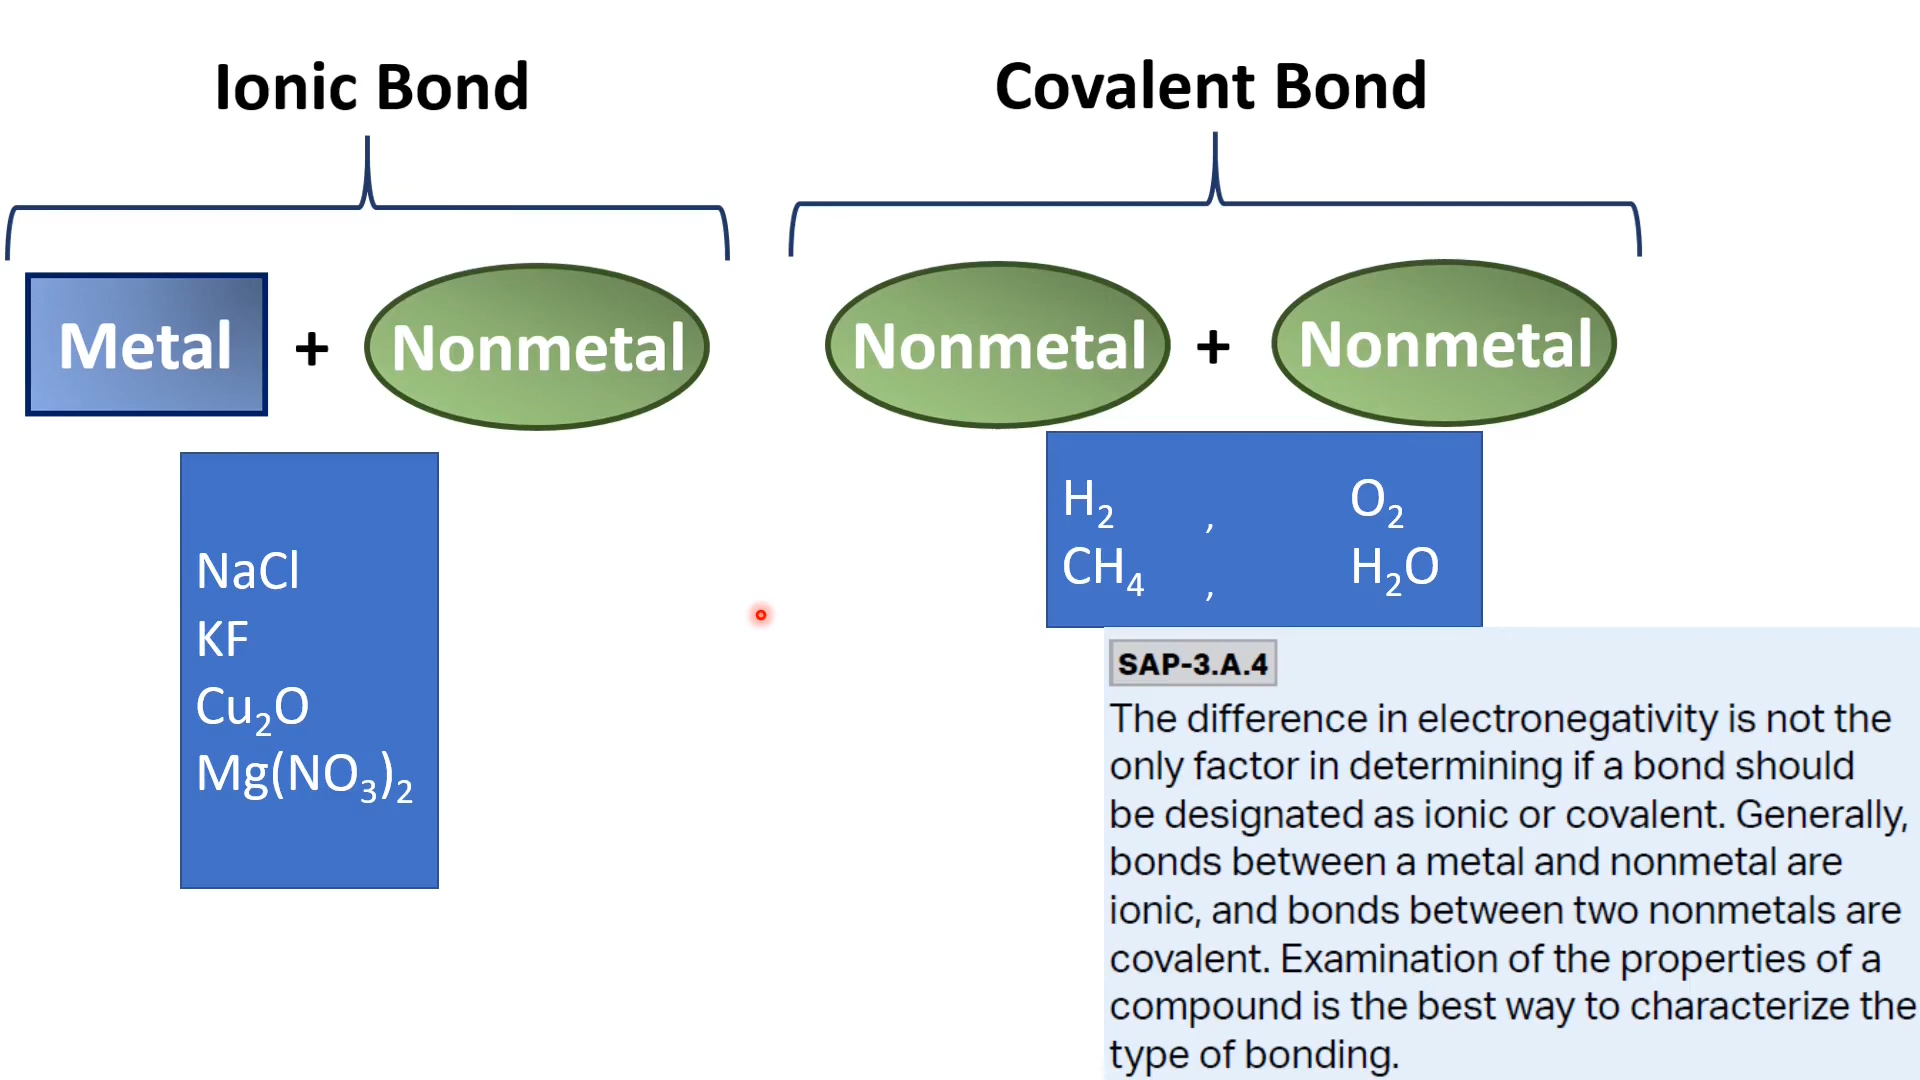 Ionic Bond
Covalent Bond
Metal + Nonmetal
Nonmetal + Nonmetal
NaCl
KF
Cu₂O
Mg(NO₃)₂
H₂ , O₂
CH₄ , H₂O
SAP-3.A.4
The difference in electronegativity is not the
only factor in determining if a bond should
be designated as ionic or covalent. Generally,
bonds between a metal and nonmetal are
ionic, and bonds between two nonmetals are
covalent. Examination of the properties of a
compound is the best way to characterize the
type of bonding.